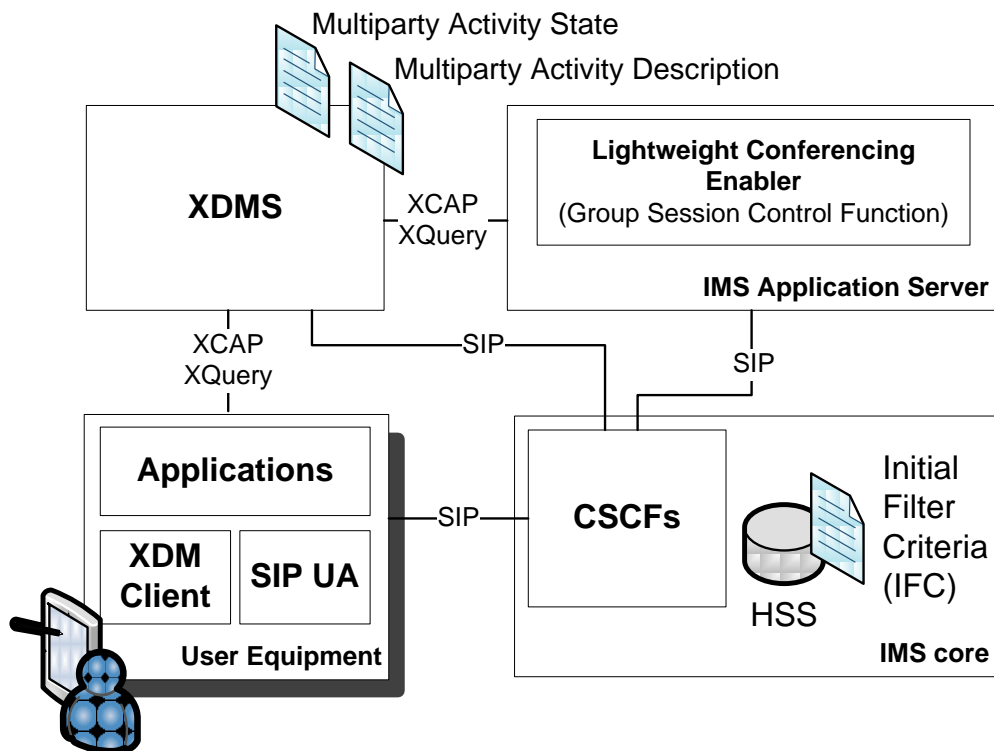 Multiparty Activity State
Multiparty Activity Description
XDMS
XCAP
XQuery
Lightweight Conferencing
Enabler
(Group Session Control Function)
IMS Application Server
XCAP
XQuery
SIP
SIP
Applications
XDM
Client
SIP UA
User Equipment
SIP
CSCFs
HSS
Initial
Filter
Criteria
(IFC)
IMS core